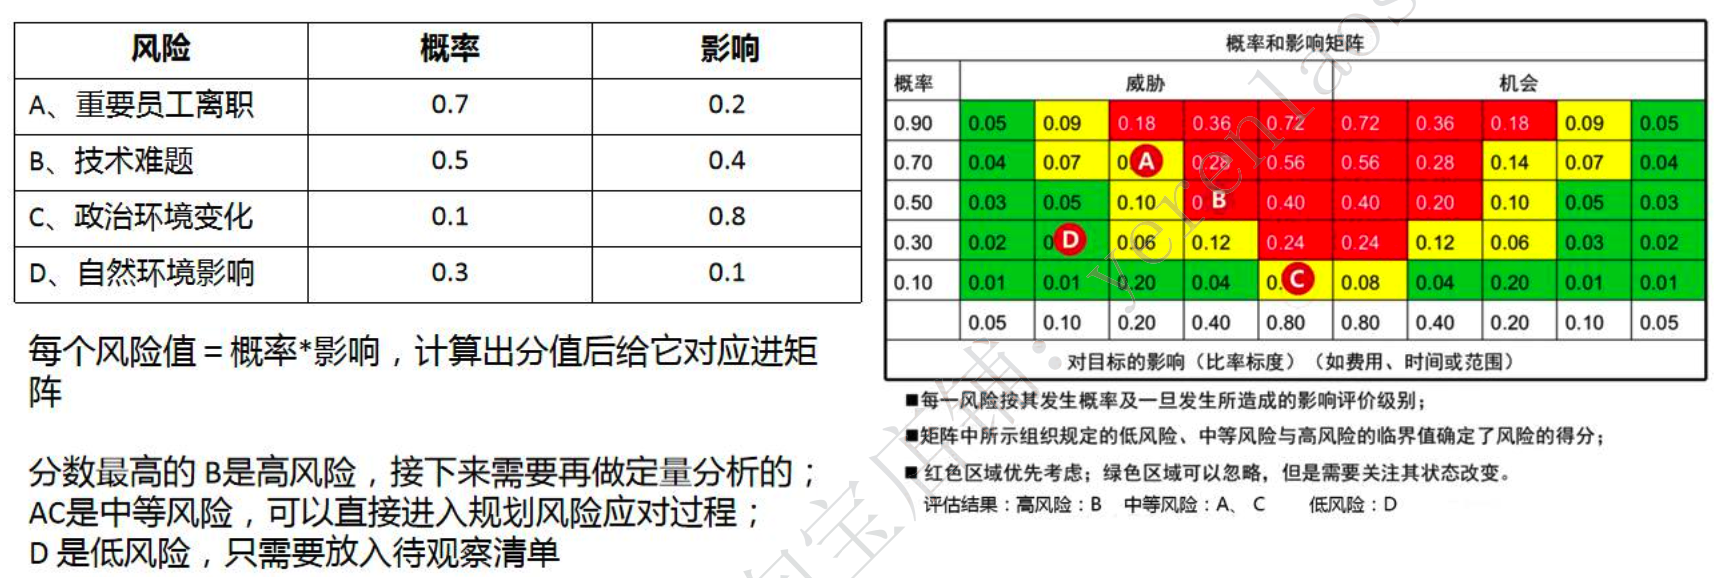 风险 概率 影响
A、重要员工离职 0.7 0.2
B、技术难题 0.5 0.4
C、政治环境变化 0.1 0.8
D、自然环境影响 0.3 0.1
每个风险值＝概率*影响，计算出分值后给它对应进矩
阵
分数最高的 B是高风险，接下来需要再做定量分析的；
AC是中等风险，可以直接进入规划风险应对过程；
D 是低风险，只需要放入待观察清单
概率和影响矩阵
概率 威胁 机会
0.90 0.05 0.09 0.18 0.36 0.72 0.72 0.36 0.18 0.09 0.05
0.70 0.04 0.07 0 A 0.28 0.56 0.56 0.28 0.14 0.07 0.04
0.50 0.03 0.05 0.10 0 B 0.40 0.40 0.20 0.10 0.05 0.03
0.30 0.02 0 D 0.06 0.12 0.24 0.24 0.12 0.06 0.03 0.02
0.10 0.01 0.01 0.20 0.04 0. C 0.08 0.04 0.20 0.01 0.01
0.05 0.10 0.20 0.40 0.80 0.80 0.40 0.20 0.10 0.05
对目标的影响（比率标度）（如费用、时间或范围）
■每一风险按其发生概率及一旦发生所造成的影响评价级别；
■矩阵中所示组织规定的低风险、中等风险与高风险的临界值确定了风险的得分；
■ 红色区域优先考虑；绿色区域可以忽略，但是需要关注其状态改变。
评估结果：高风险：B 中等风险：A、 C 低风险：D
宝店铺：yerenlaos